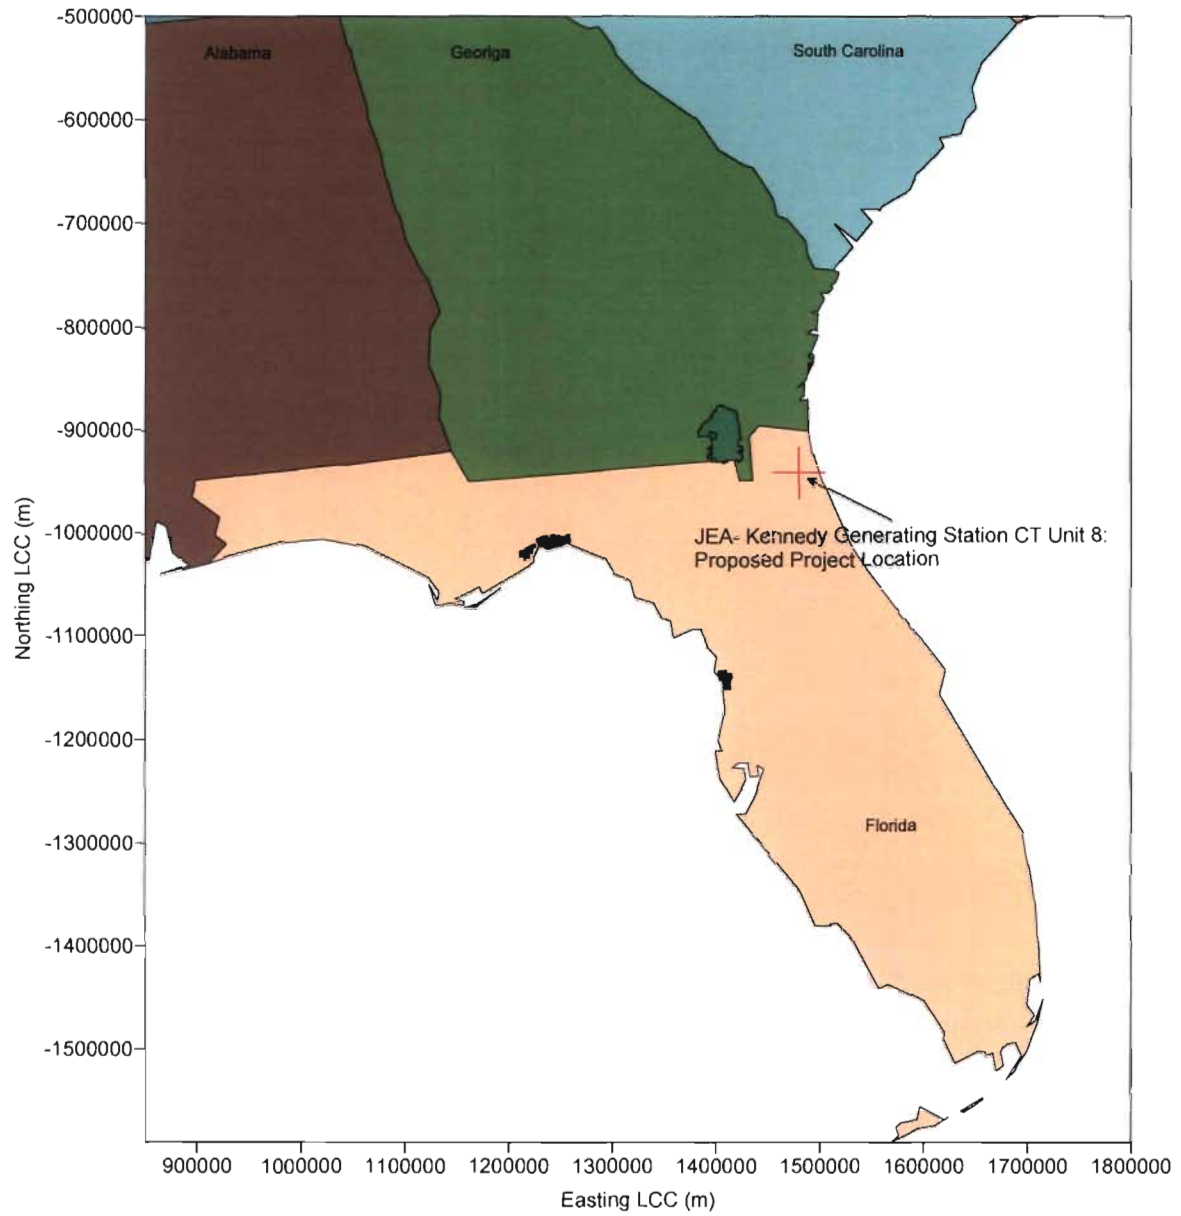 -500000
Alabama
Georiga
South Carolina
-600000
-700000
-800000
-900000
-1000000
JEA- Kennedy Generating Station CT Unit 8:
Proposed Project Location
-1100000
-1200000
Florida
-1300000
-1400000
-1500000
Northing LCC (m)
900000 1000000 1100000 1200000 1300000 1400000 1500000 1600000 1700000 1800000
Easting LCC (m)